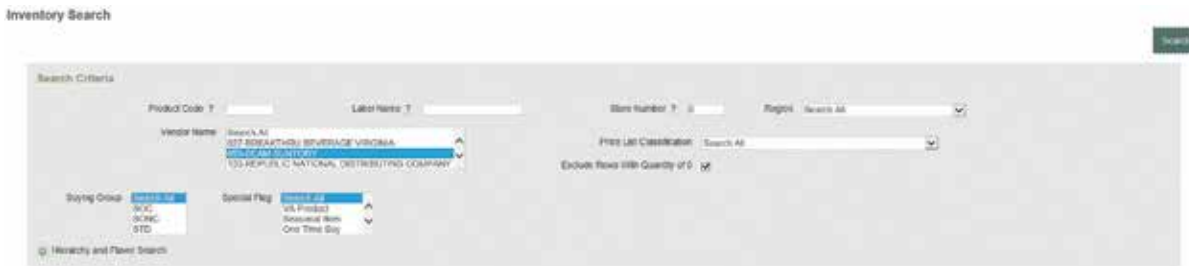 Inventory Search
Search
Search Criteria
Product Code ?
Label Name ?
Store Number ? 0
Region Search All
Vendor Name Search All
027-BREAKTHRU BEVERAGE VIRGINIA
BEAM SUNTORY
103-REPUBLIC NATIONAL DISTRIBUTING COMPANY
Price List Classification Search All
Exclude Rows With Quantity of 0
Buying Group Search All
SOC
SONC
STD
Special Flag Search All
VA Product
Seasonal Item
One Time Buy
Hierarchy and Flavor Search